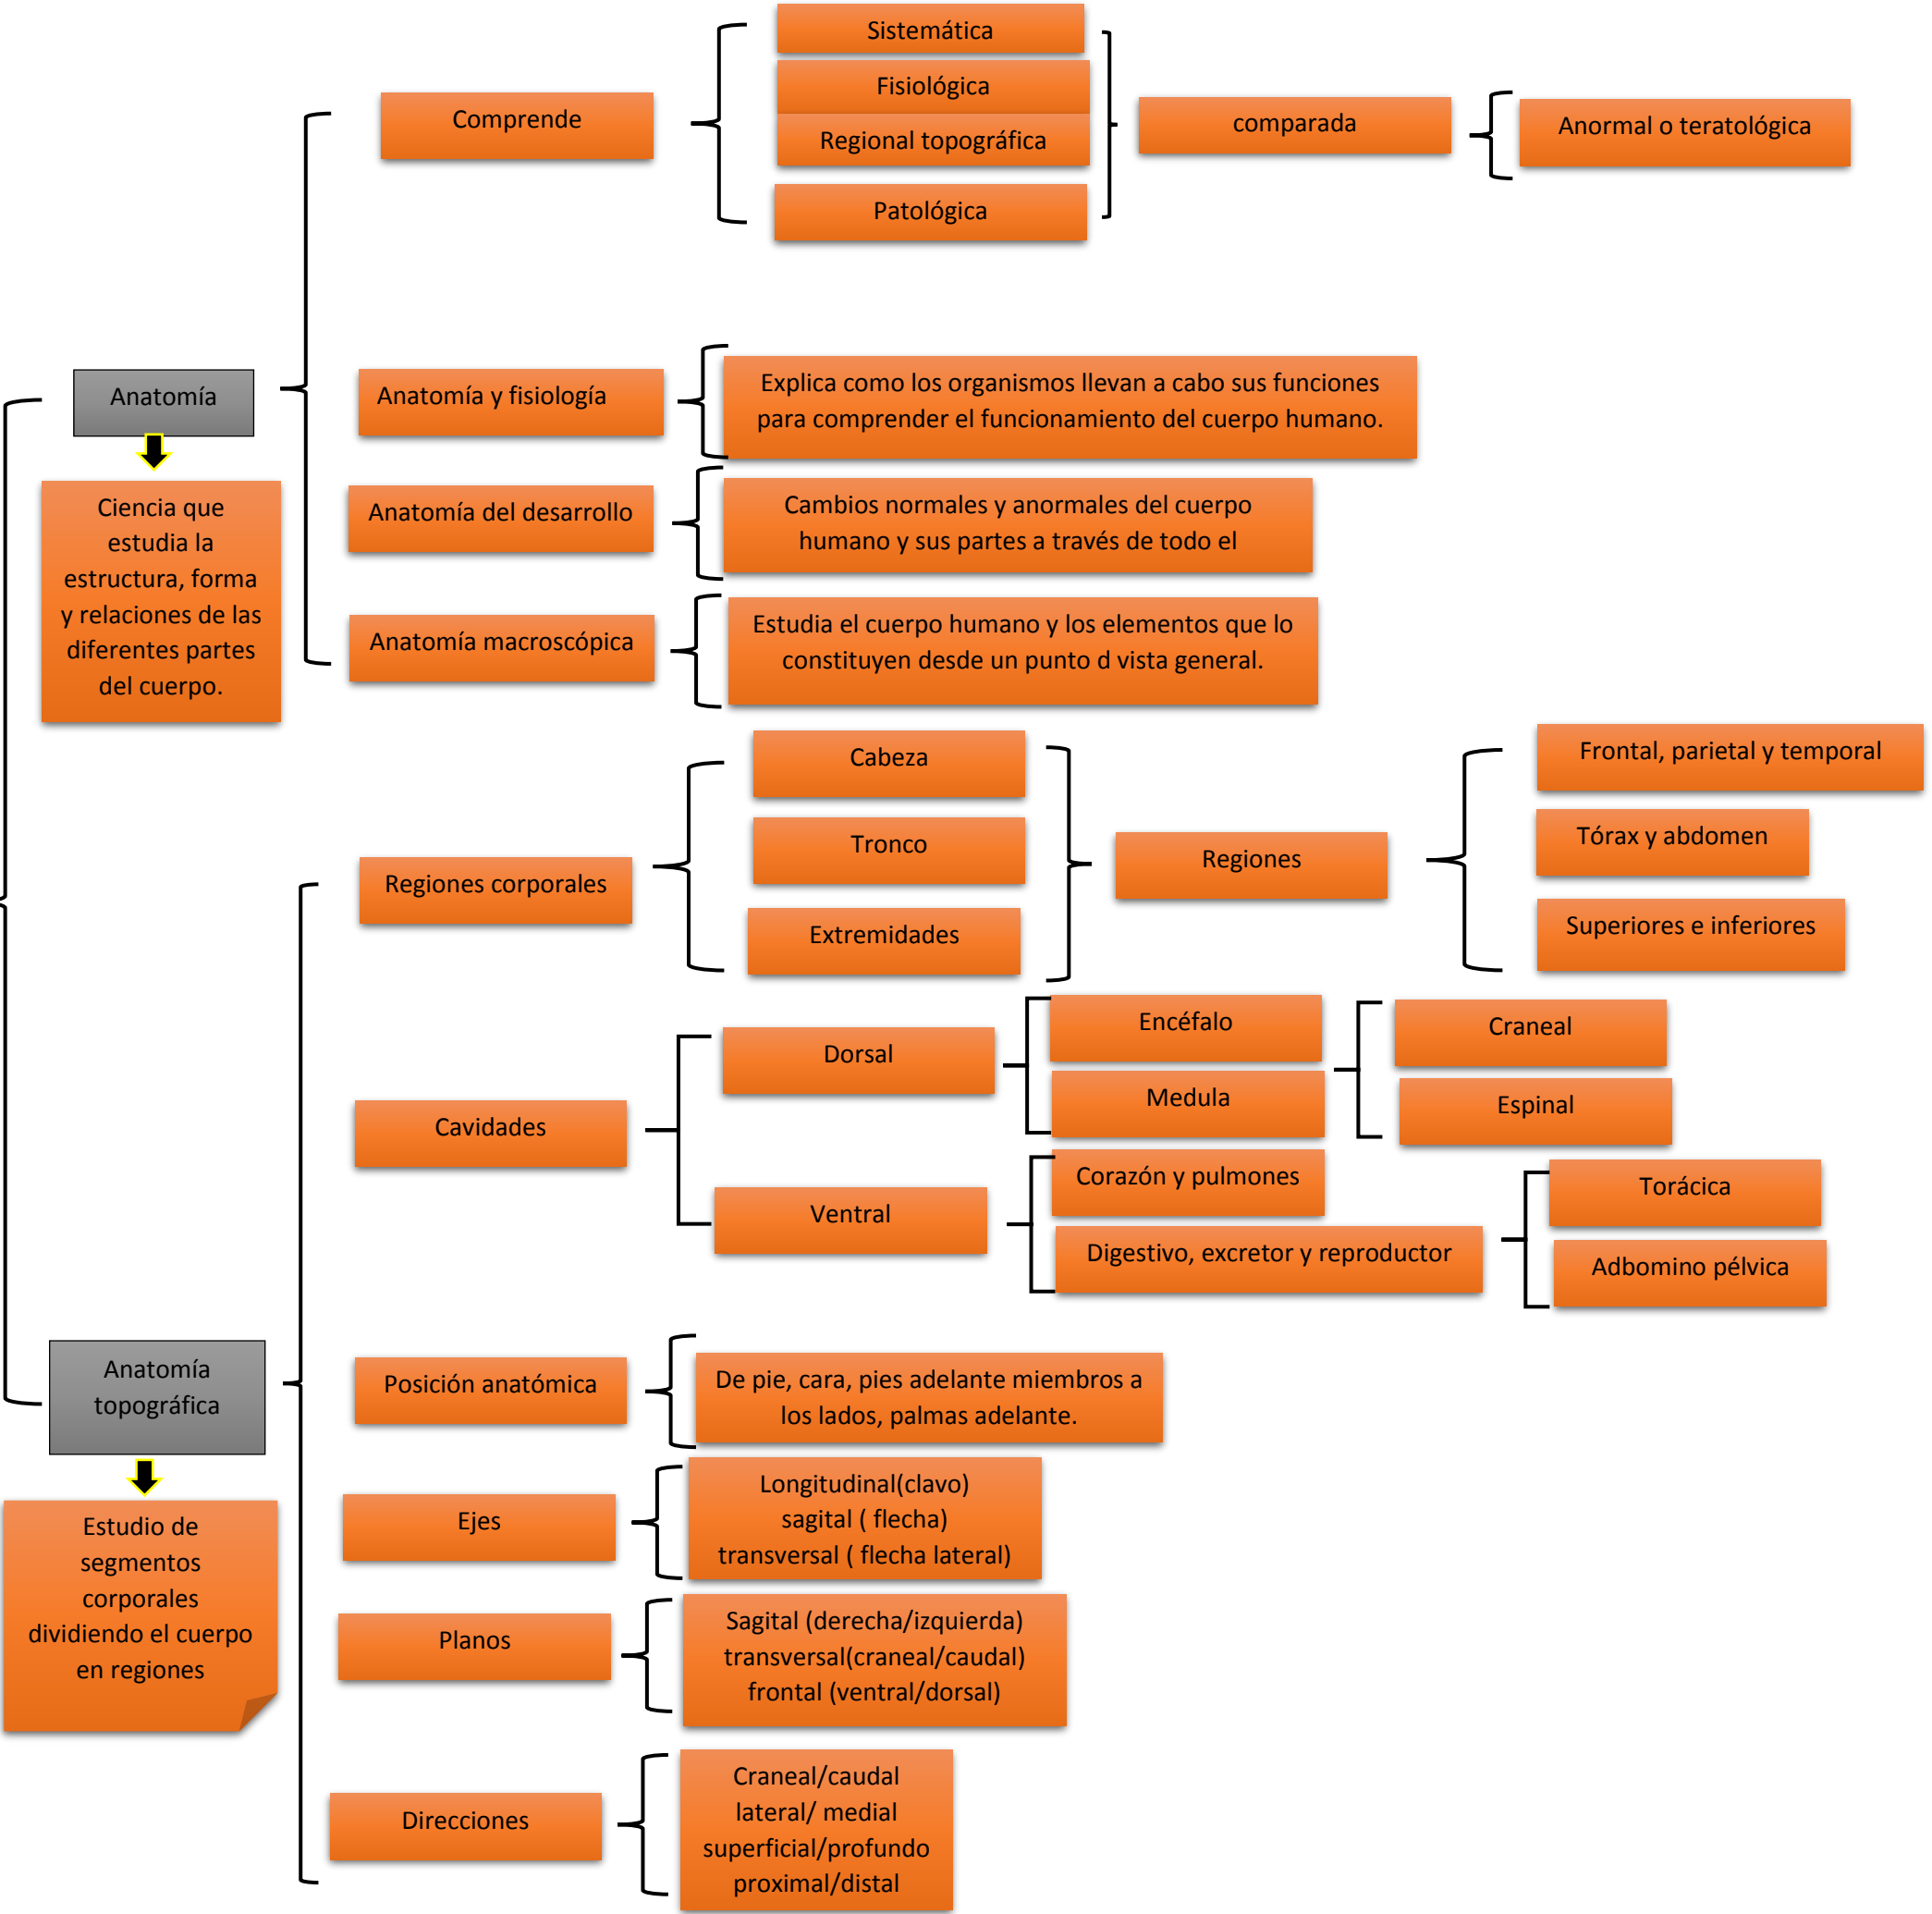 Anatomía
Ciencia que
estudia la
estructura, forma
y relaciones de las
diferentes partes
del cuerpo.
Comprende
Sistemática
Fisiológica
Regional topográfica
Patológica
comparada
Anormal o teratológica
Anatomía y fisiología
Explica como los organismos llevan a cabo sus funciones
para comprender el funcionamiento del cuerpo humano.
Anatomía del desarrollo
Cambios normales y anormales del cuerpo
humano y sus partes a través de todo el
Anatomía macroscópica
Estudia el cuerpo humano y los elementos que lo
constituyen desde un punto d vista general.
Anatomía
topográfica
Estudio de
segmentos
corporales
dividiendo el cuerpo
en regiones
Regiones corporales
Cabeza
Tronco
Extremidades
Regiones
Frontal, parietal y temporal
Tórax y abdomen
Superiores e inferiores
Cavidades
Dorsal
Encéfalo
Medula
Craneal
Espinal
Ventral
Corazón y pulmones
Digestivo, excretor y reproductor
Torácica
Adbomino pélvica
Posición anatómica
De pie, cara, pies adelante miembros a
los lados, palmas adelante.
Ejes
Longitudinal(clavo)
sagital ( flecha)
transversal ( flecha lateral)
Planos
Sagital (derecha/izquierda)
transversal(craneal/caudal)
frontal (ventral/dorsal)
Direcciones
Craneal/caudal
lateral/ medial
superficial/profundo
proximal/distal